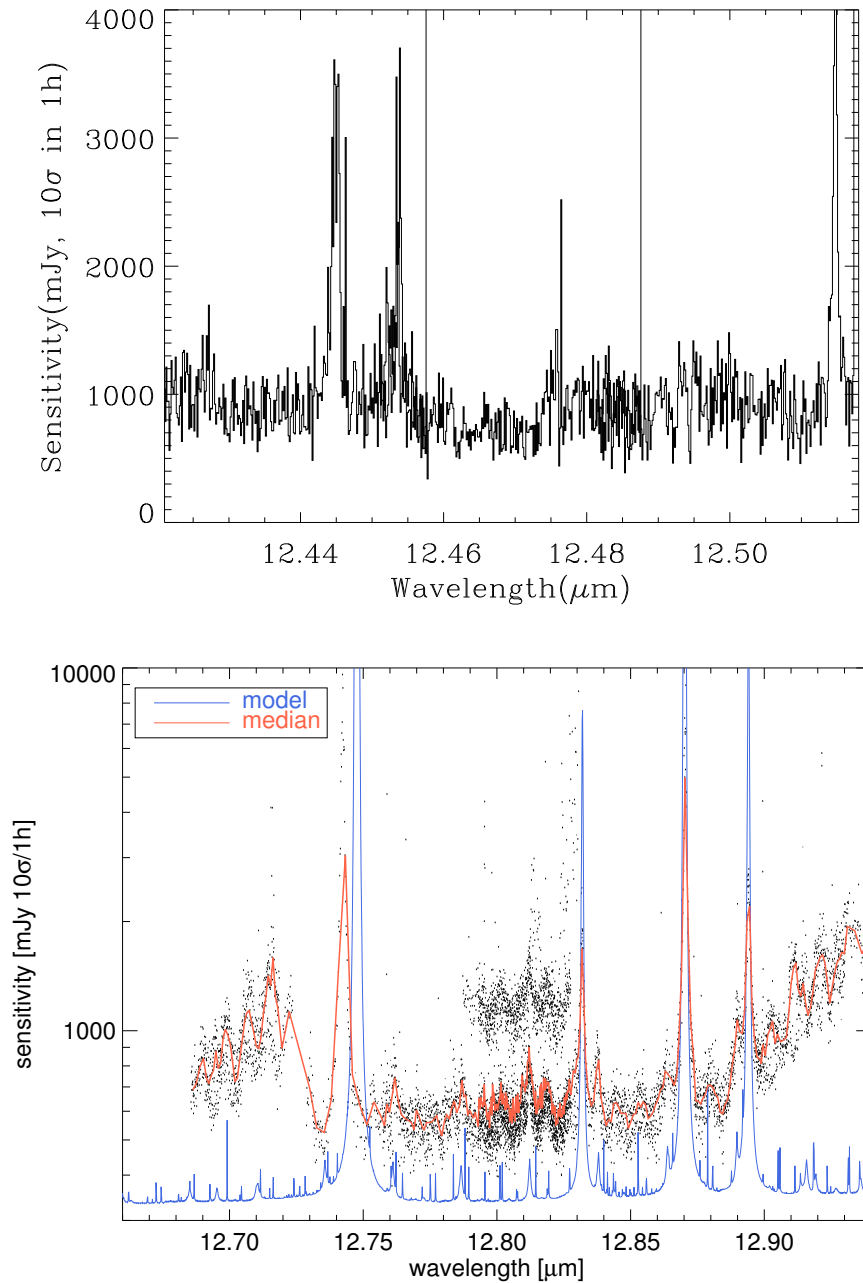 4000
3000
2000
1000
0
Sensitivity(mJy, 10σ in 1h)
12.44 12.46 12.48 12.50
Wavelength(μm)
10000
1000
model
median
sensitivity [mJy 10σ/1h]
12.70 12.75 12.80 12.85 12.90
wavelength [μm]